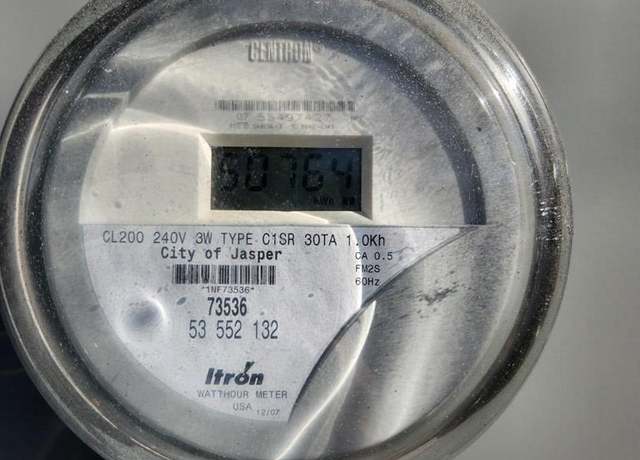 CENTRON
50764
CL200 240V 3W TYPE C1SR 30TA 1.0Kh
City of Jasper
CA 0.5
FM2S
60Hz
*1NF73536*
73536
53 552 132
Itron
WATTHOUR METER
USA 12/07